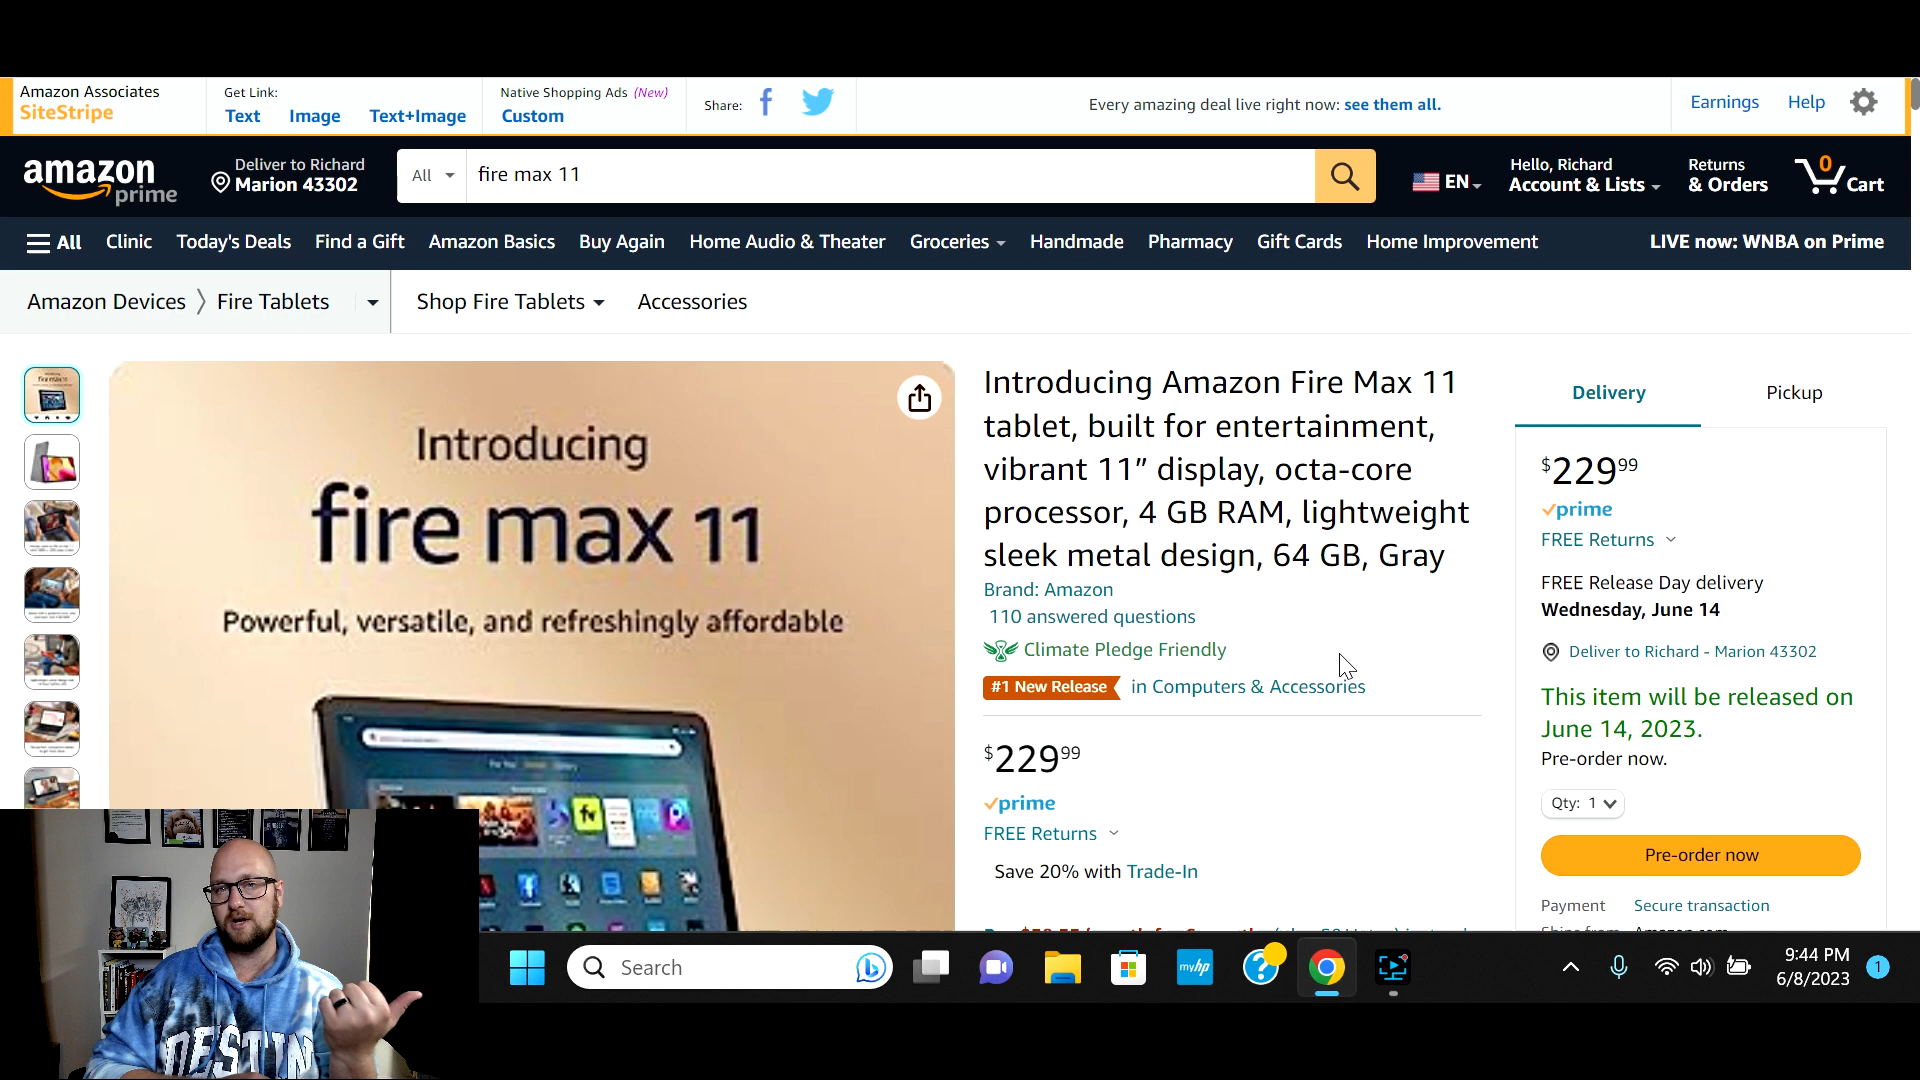 Amazon Associates
SiteStripe
Get Link:
Text Image Text+Image
Native Shopping Ads (New)
Custom
Share:
Every amazing deal live right now: see them all.
Earnings Help
amazon
prime
Deliver to Richard
Marion 43302
All fire max 11
EN
Hello, Richard
Account & Lists
Returns
& Orders
0
Cart
All Clinic Today's Deals Find a Gift Amazon Basics Buy Again Home Audio & Theater Groceries Handmade Pharmacy Gift Cards Home Improvement LIVE now: WNBA on Prime
Amazon Devices Fire Tablets Shop Fire Tablets Accessories
Introducing
fire max 11
Powerful, versatile, and refreshingly affordable
Introducing Amazon Fire Max 11
tablet, built for entertainment,
vibrant 11” display, octa-core
processor, 4 GB RAM, lightweight
sleek metal design, 64 GB, Gray
Brand: Amazon
110 answered questions
Climate Pledge Friendly
#1 New Release in Computers & Accessories
$229 99
prime
FREE Returns
Save 20% with Trade-In
Delivery Pickup
$229 99
prime
FREE Returns
FREE Release Day delivery
Wednesday, June 14
Deliver to Richard - Marion 43302
This item will be released on
June 14, 2023.
Pre-order now.
Qty: 1
Pre-order now
Payment Secure transaction
DESTIN
Search
myhp
9:44 PM
6/8/2023
1